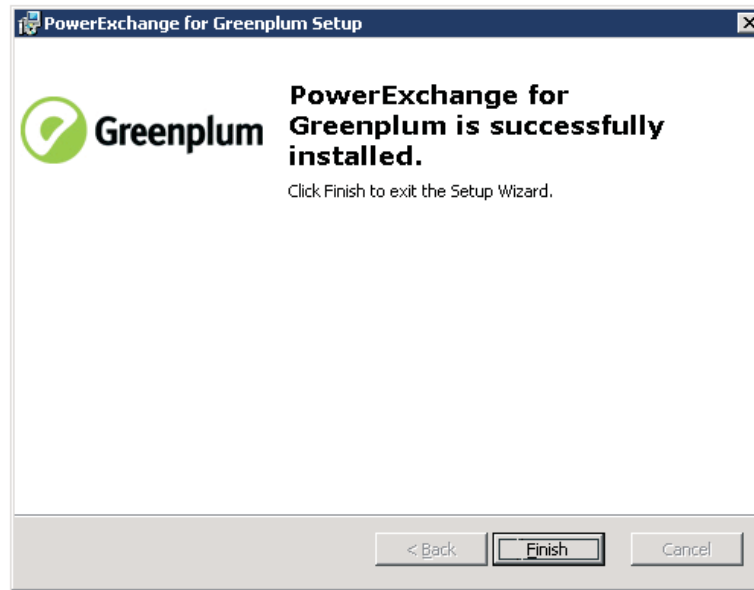 PowerExchange for Greenplum Setup
Greenplum
PowerExchange for
Greenplum is successfully
installed.
Click Finish to exit the Setup Wizard.
< Back
Finish
Cancel